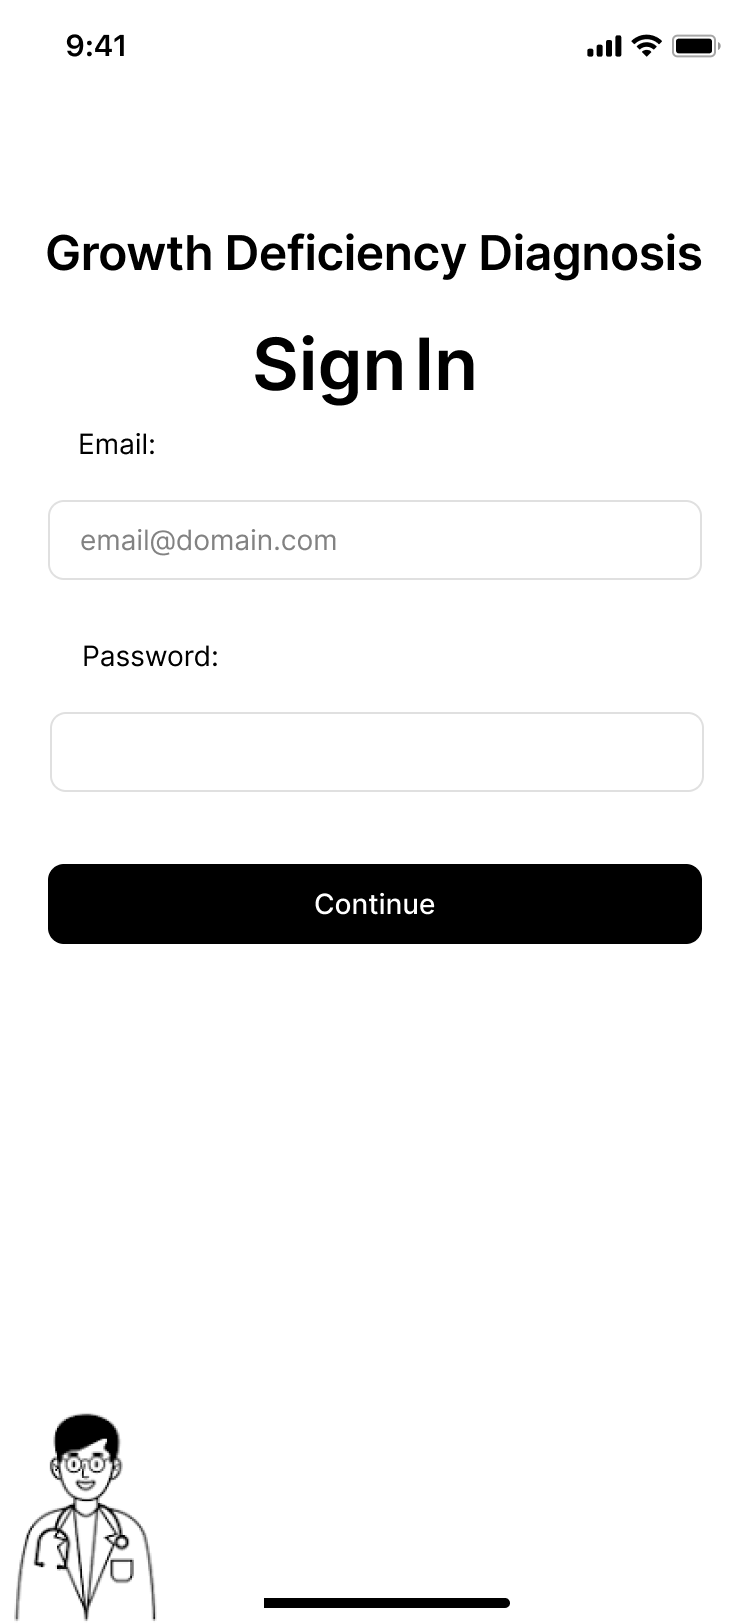 9:41
Growth Deficiency Diagnosis
Sign In
Email:
email@domain.com
Password:
Continue